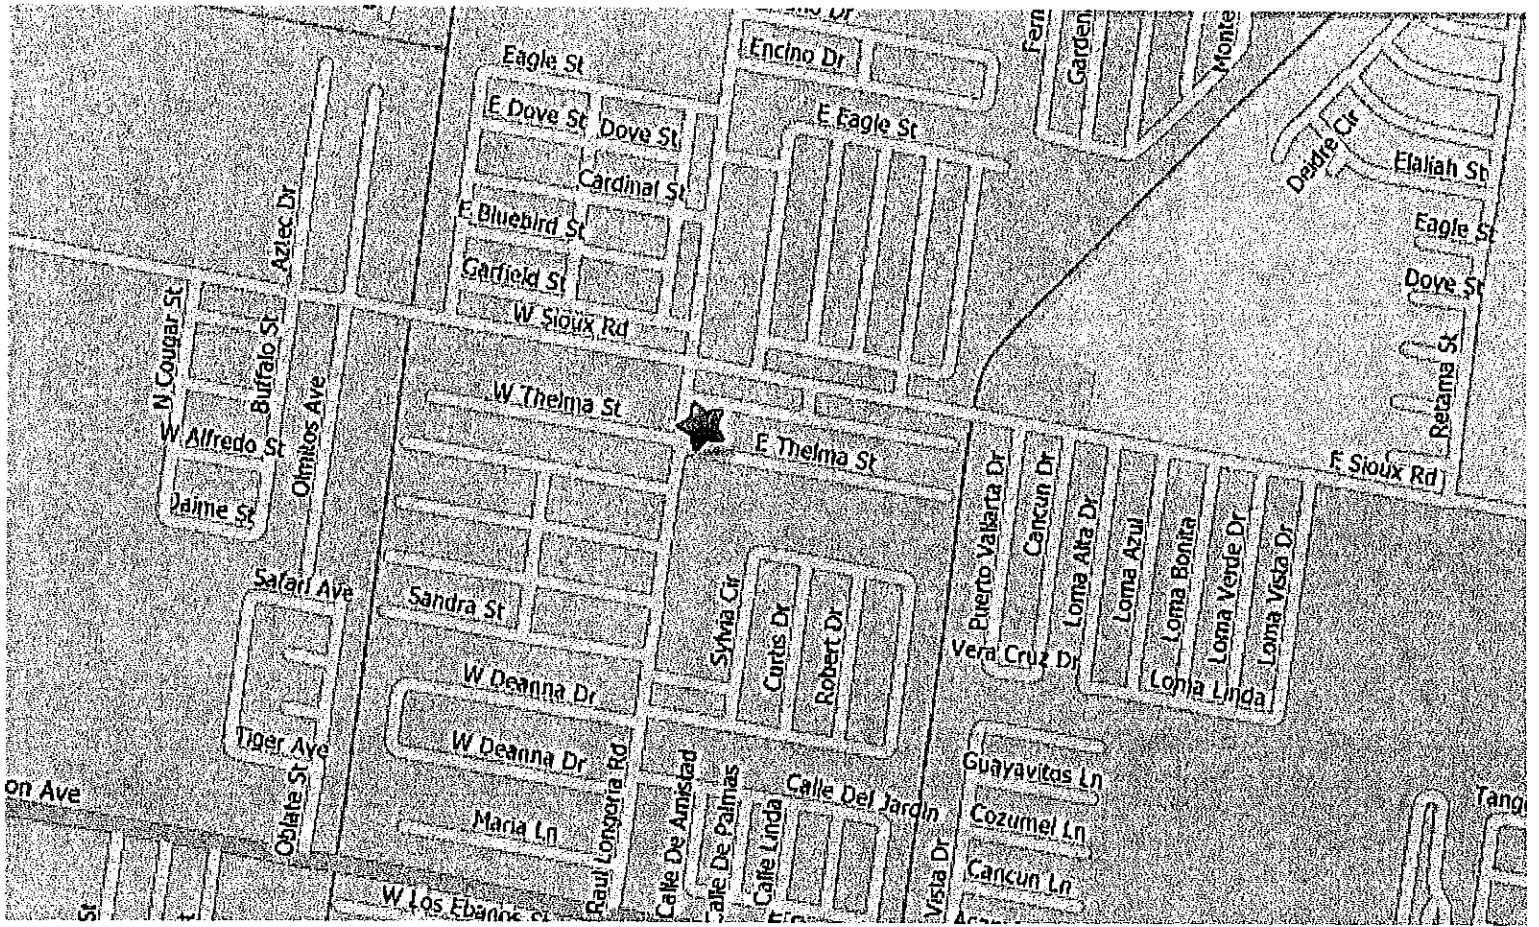 Encino Dr
Fern
Garden
Monte
Eagle St
E Dove St
Dove St
E Eagle St
Deidre Cir
Cardinal St
Aztec Dr
E Bluebird St
Eagle St
Garfield St
Dove St
W Sioux Rd
N Cougar St
Buffalo St
Olmitos Ave
Retama St
W Thelma St
W Alfredo St
E Thelma St
E Sioux Rd
Jaime St
Puerto Vallarta Dr
Cancun Dr
Loma Alta Dr
Loma Azul
Loma Bonita
Loma Verde Dr
Loma Vista Dr
Safari Ave
Sandra St
Sylvia Cir
Curtis Dr
Robert Dr
Vera Cruz Dr
Loma Linda
W Deanna Dr
Tiger Ave
W Deanna Dr
Guayavitos Ln
on Ave
Oblate St
Raul Longoria Rd
Calle De Amistad
Calle De Palmas
Calle Linda
Calle Del Jardin
Maria Ln
Cozumel Ln
Vista Dr
Cancun Ln
W Los Ebanos St
St